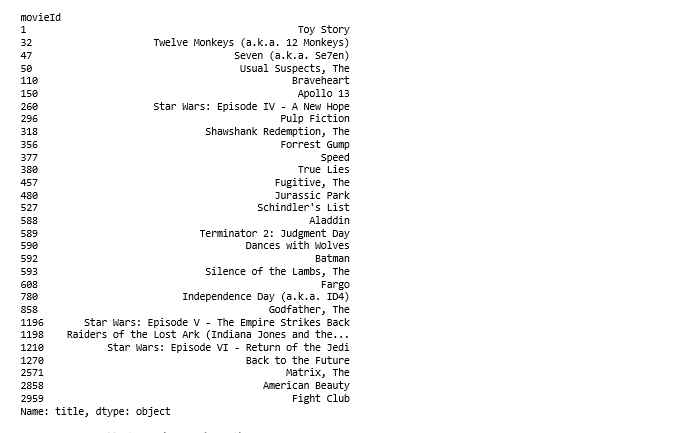 movieId
1 Toy Story
32 Twelve Monkeys (a.k.a. 12 Monkeys)
47 Seven (a.k.a. Se7en)
50 Usual Suspects, The
110 Braveheart
150 Apollo 13
260 Star Wars: Episode IV - A New Hope
296 Pulp Fiction
318 Shawshank Redemption, The
356 Forrest Gump
377 Speed
380 True Lies
457 Fugitive, The
480 Jurassic Park
527 Schindler's List
588 Aladdin
589 Terminator 2: Judgment Day
590 Dances with Wolves
592 Batman
593 Silence of the Lambs, The
608 Fargo
780 Independence Day (a.k.a. ID4)
858 Godfather, The
1196 Star Wars: Episode V - The Empire Strikes Back
1198 Raiders of the Lost Ark (Indiana Jones and the...
1210 Star Wars: Episode VI - Return of the Jedi
1270 Back to the Future
2571 Matrix, The
2858 American Beauty
2959 Fight Club
Name: title, dtype: object